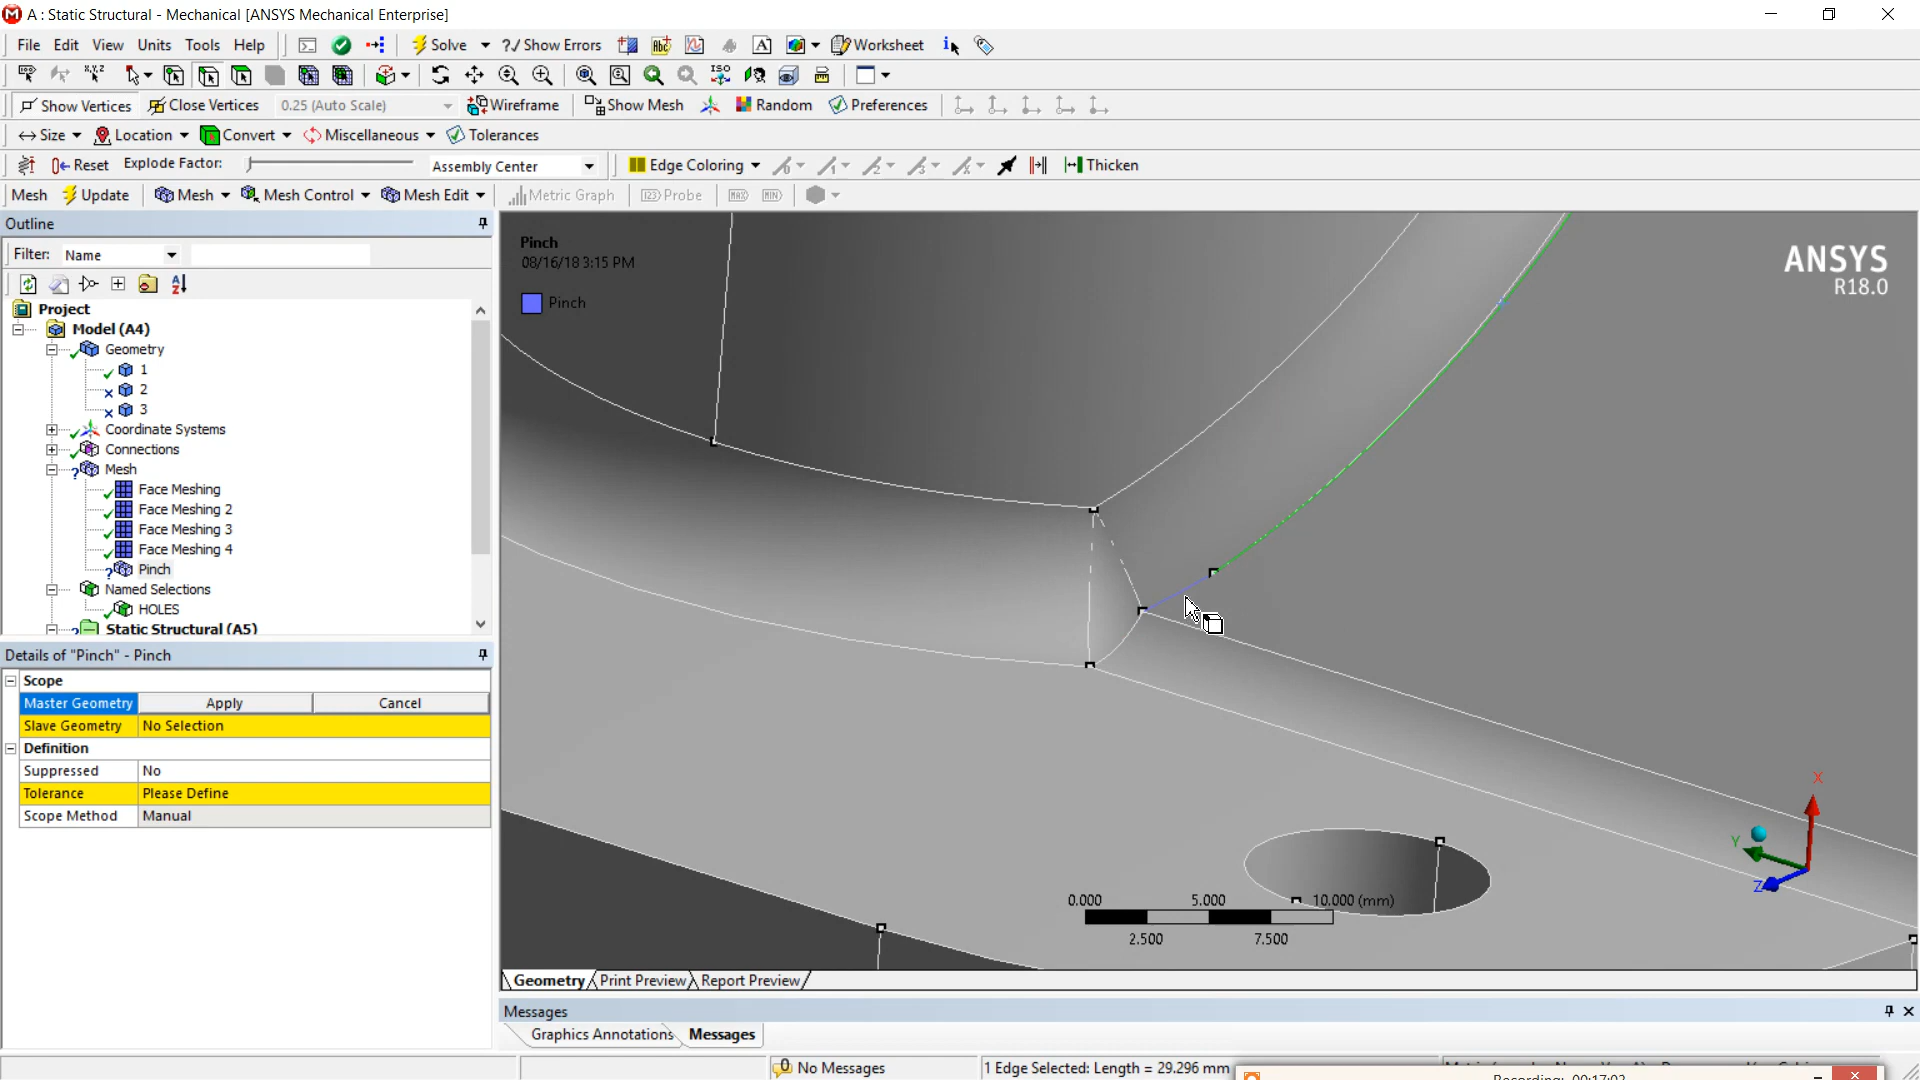 A : Static Structural - Mechanical [ANSYS Mechanical Enterprise]
File Edit View Units Tools Help Solve ?/ Show Errors Worksheet
Show Vertices Close Vertices 0.25 (Auto Scale) Wireframe Show Mesh Random Preferences
Size Location Convert Miscellaneous Tolerances
Reset Explode Factor: Assembly Center Edge Coloring Thicken
Mesh Update Mesh Mesh Control Mesh Edit Metric Graph Probe
Outline
Filter: Name
Project
Model (A4)
Geometry
1
2
3
Coordinate Systems
Connections
Mesh
Face Meshing
Face Meshing 2
Face Meshing 3
Face Meshing 4
Pinch
Named Selections
HOLES
Static Structural (A5)
Details of "Pinch" - Pinch
Scope
Master Geometry Apply Cancel
Slave Geometry No Selection
Definition
Suppressed No
Tolerance Please Define
Scope Method Manual
Pinch
08/16/18 3:15 PM
Pinch
ANSYS
R18.0
X
Y
Z
0.000 5.000 10.000 (mm)
2.500 7.500
Geometry Print Preview Report Preview
Messages
Graphics Annotations Messages
No Messages 1 Edge Selected: Length = 29.296 mm